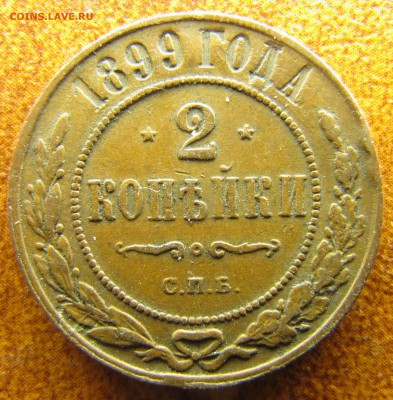 COINS.LAVE.RU
1899 ГОДА
2
КОПѢЙКИ
С.П.Б.